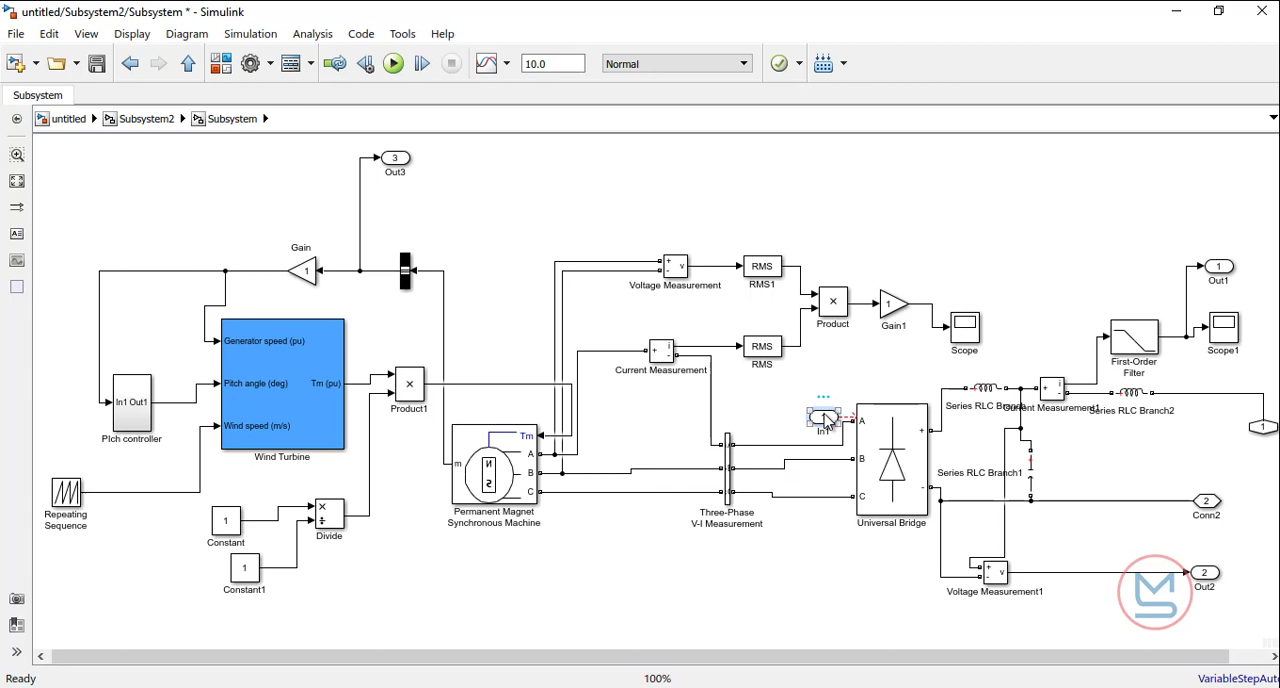 untitled/Subsystem2/Subsystem * - Simulink
File Edit View Display Diagram Simulation Analysis Code Tools Help
10.0
Normal
Subsystem
untitled Subsystem2 Subsystem
3
Out3
Gain
1
Generator speed (pu)
Pitch angle (deg)
Tm (pu)
Wind speed (m/s)
Wind Turbine
In1 Out1
PIch controller
Repeating
Sequence
1
Constant
1
Constant1
×
÷
Divide
×
Product1
Tm
m
A
B
C
N
S
Permanent Magnet
Synchronous Machine
+
-
v
Voltage Measurement
RMS
RMS1
+
i
-
Current Measurement
RMS
RMS
×
Product
1
Gain1
Scope
Three-Phase
V-I Measurement
In1
A
B
C
+
-
Universal Bridge
Series RLC Branch
+
i
-
Current Measurement1
Series RLC Branch2
Series RLC Branch1
First-Order
Filter
1
Out1
Scope1
1
2
Conn2
+
-
v
Voltage Measurement1
2
Out2
MS
Ready
100%
VariableStepAuto